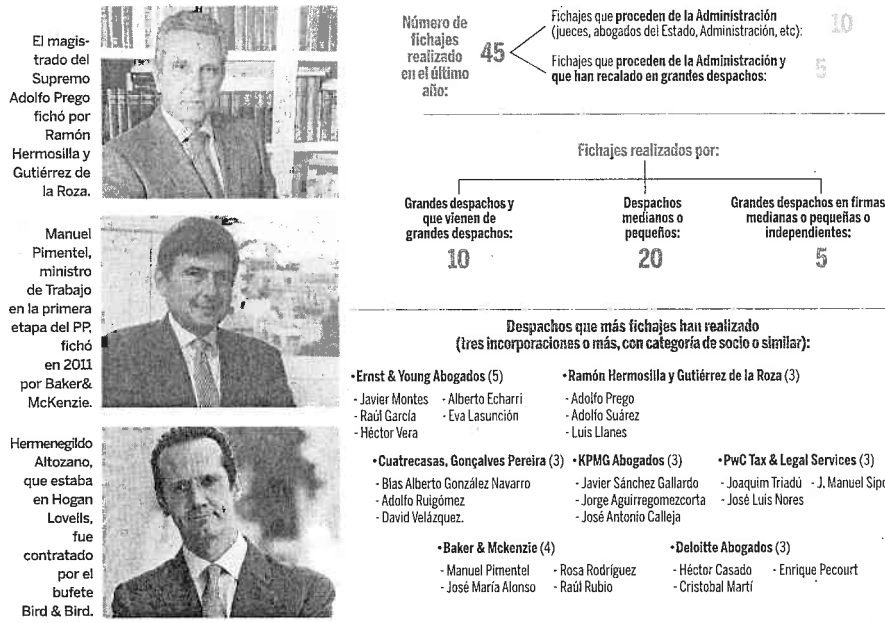 El magis-
trado del
Supremo
Adolfo Prego
fichó por
Ramón
Hermosilla y
Gutiérrez de
la Roza.
Manuel
Pimentel,
ministro
de Trabajo
en la primera
etapa del PP,
fichó
en 2011
por Baker&
McKenzie.
Hermenegildo
Altozano,
que estaba
en Hogan
Lovells,
fue
contratado
por el
bufete
Bird & Bird.
Número de
fichajes
realizado
en el último
año:
45
Fichajes que proceden de la Administración
(jueces, abogados del Estado, Administración, etc):
10
Fichajes que proceden de la Administración y
que han recalado en grandes despachos:
5
Fichajes realizados por:
Grandes despachos y
que vienen de
grandes despachos:
10
Despachos
medianos o
pequeños:
20
Grandes despachos en firmas
medianas o pequeñas o
independientes:
5
Despachos que más fichajes han realizado
(tres incorporaciones o más, con categoría de socio o similar):
•Ernst & Young Abogados (5)
- Javier Montes
- Raúl García
- Héctor Vera
- Alberto Echarri
- Eva Lasunción
•Ramón Hermosilla y Gutiérrez de la Roza (3)
- Adolfo Prego
- Adolfo Suárez
- Luis Llanes
•Cuatrecasas, Gonçalves Pereira (3)
- Blas Alberto González Navarro
- Adolfo Ruigómez
- David Velázquez.
•KPMG Abogados (3)
- Javier Sánchez Gallardo
- Jorge Aguirregomezcorta
- José Antonio Calleja
•PwC Tax & Legal Services (3)
- Joaquim Triadú
- José Luis Nores
- J. Manuel Sipo
•Baker & Mckenzie (4)
- Manuel Pimentel
- José María Alonso
- Rosa Rodríguez
- Raúl Rubio
•Deloitte Abogados (3)
- Héctor Casado
- Cristobal Martí
- Enrique Pecourt